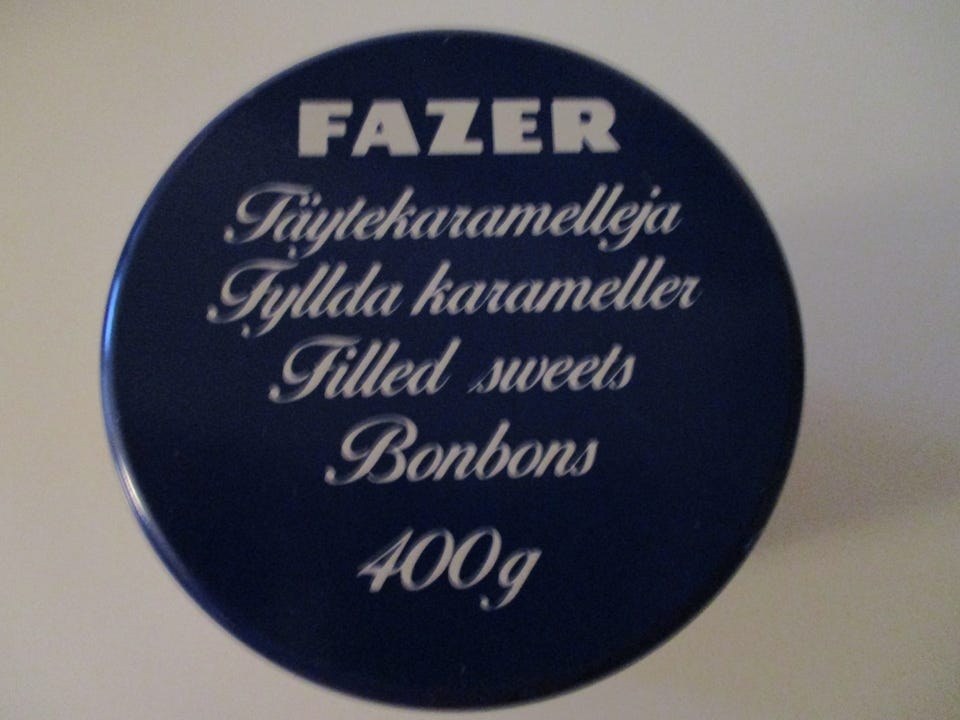 FAZER
Täytekaramelleja
Fyllda karameller
Filled sweets
Bonbons
400g